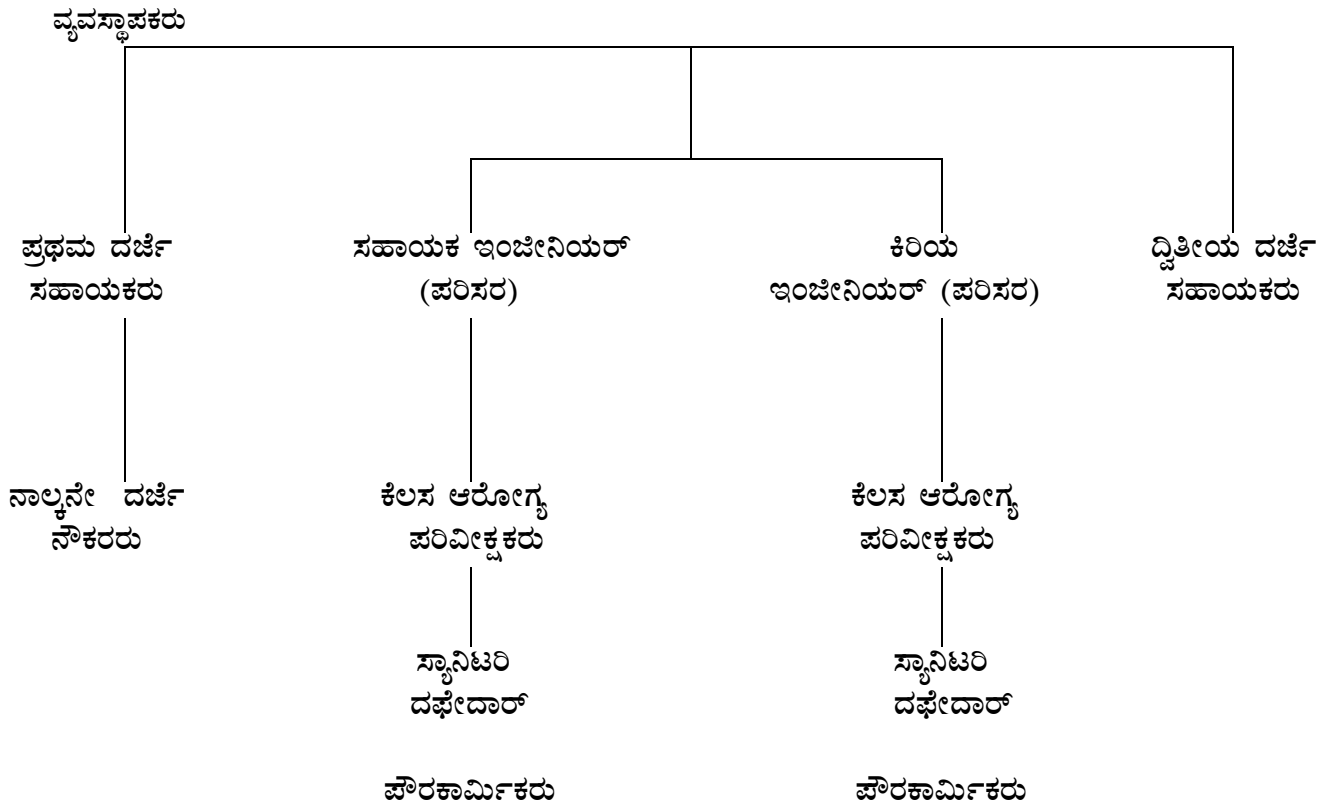 ವ್ಯವಸ್ಥಾಪಕರು
ಪ್ರಥಮ ದರ್ಜೆ
ಸಹಾಯಕರು
ಸಹಾಯಕ ಇಂಜೀನಿಯರ್
(ಪರಿಸರ)
ಕಿರಿಯ
ಇಂಜೀನಿಯರ್ (ಪರಿಸರ)
ದ್ವಿತೀಯ ದರ್ಜೆ
ಸಹಾಯಕರು
ನಾಲ್ಕನೇ ದರ್ಜೆ
ನೌಕರರು
ಕೆಲಸ ಆರೋಗ್ಯ
ಪರಿವೀಕ್ಷಕರು
ಕೆಲಸ ಆರೋಗ್ಯ
ಪರಿವೀಕ್ಷಕರು
ಸ್ಯಾನಿಟರಿ
ದಫೇದಾರ್
ಸ್ಯಾನಿಟರಿ
ದಫೇದಾರ್
ಪೌರಕಾರ್ಮಿಕರು
ಪೌರಕಾರ್ಮಿಕರು